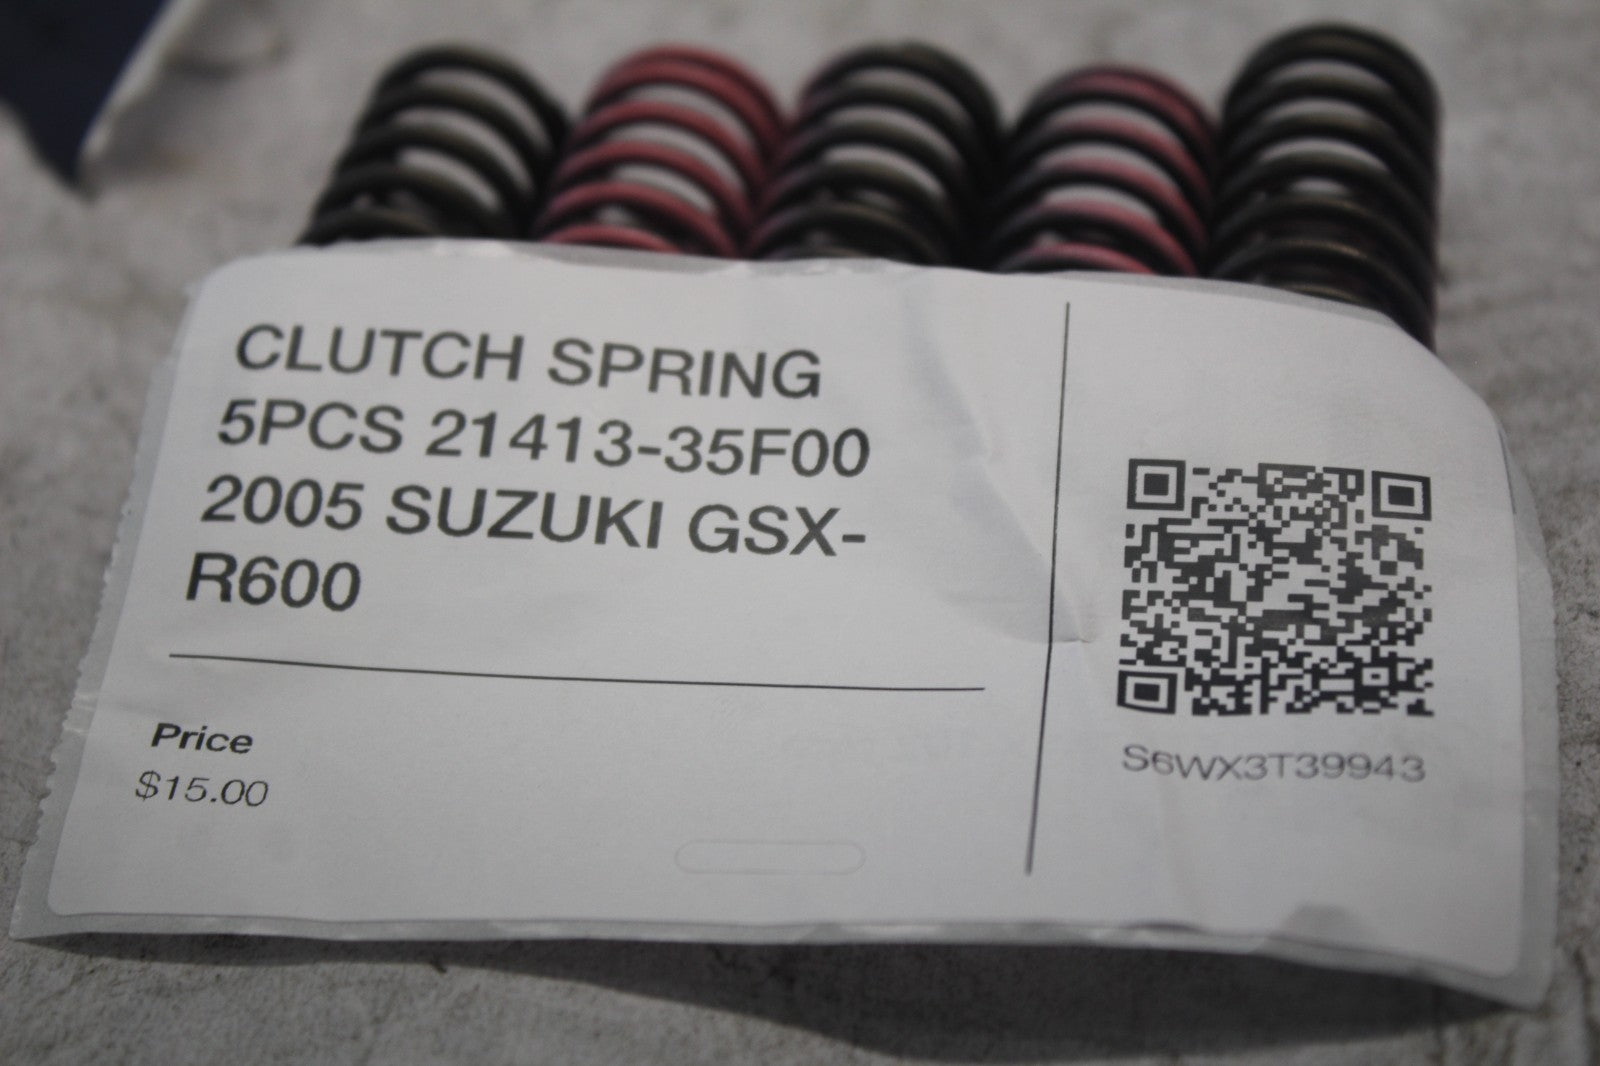 CLUTCH SPRING
5PCS 21413-35F00
2005 SUZUKI GSX-
R600
Price
$15.00
S6WX3T39943